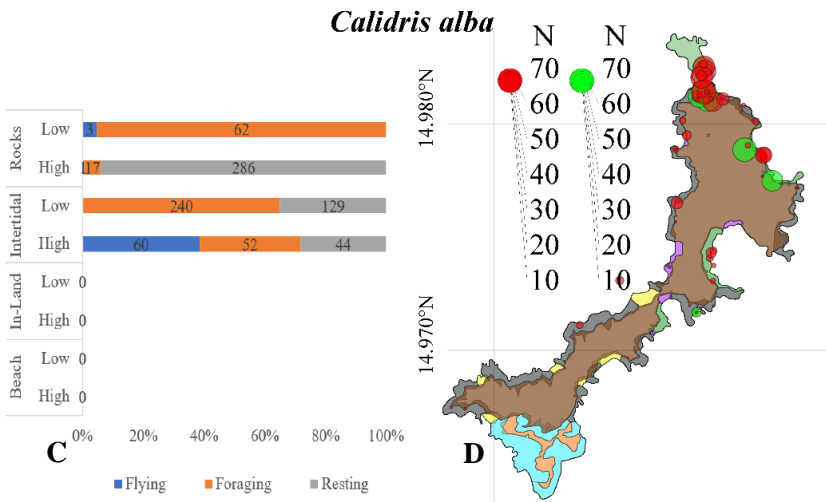 Calidris alba
Rocks
Low 3 62
High 117 286
Intertidal
Low 240 129
High 60 52 44
In-Land
Low 0
High 0
Beach
Low 0
High 0
0% 20% 40% 60% 80% 100%
C
Flying Foraging Resting
N N
70 70
60 60
50 50
40 40
30 30
20 20
10 10
14.980°N
14.970°N
D